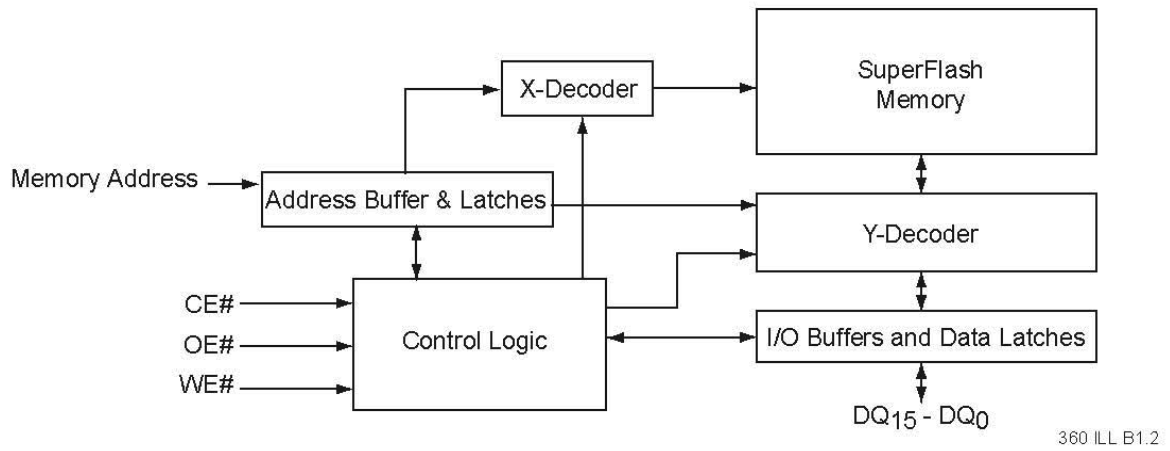 SuperFlash
Memory
X-Decoder
Memory Address
Address Buffer & Latches
Y-Decoder
CE#
OE#
WE#
Control Logic
I/O Buffers and Data Latches
DQ15 - DQ0
360 ILL B1.2